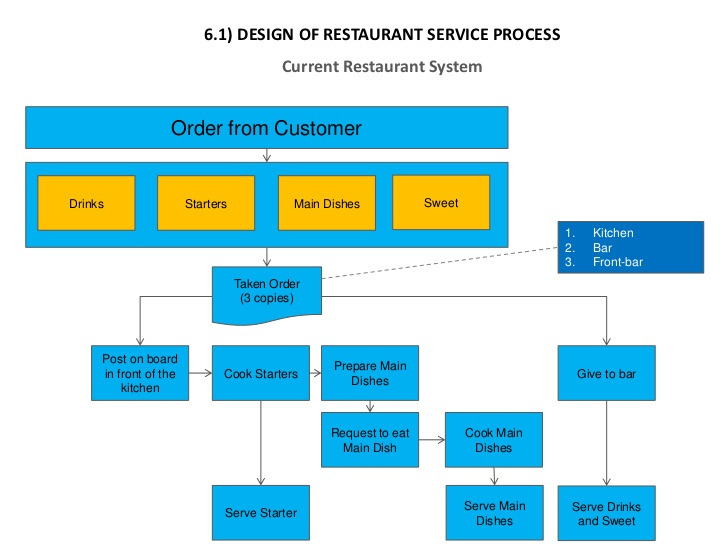 6.1) DESIGN OF RESTAURANT SERVICE PROCESS
Current Restaurant System
Order from Customer
Drinks
Starters
Main Dishes
Sweet
1. Kitchen
2. Bar
3. Front-bar
Taken Order
(3 copies)
Post on board
in front of the
kitchen
Cook Starters
Prepare Main
Dishes
Give to bar
Request to eat
Main Dish
Cook Main
Dishes
Serve Starter
Serve Main
Dishes
Serve Drinks
and Sweet